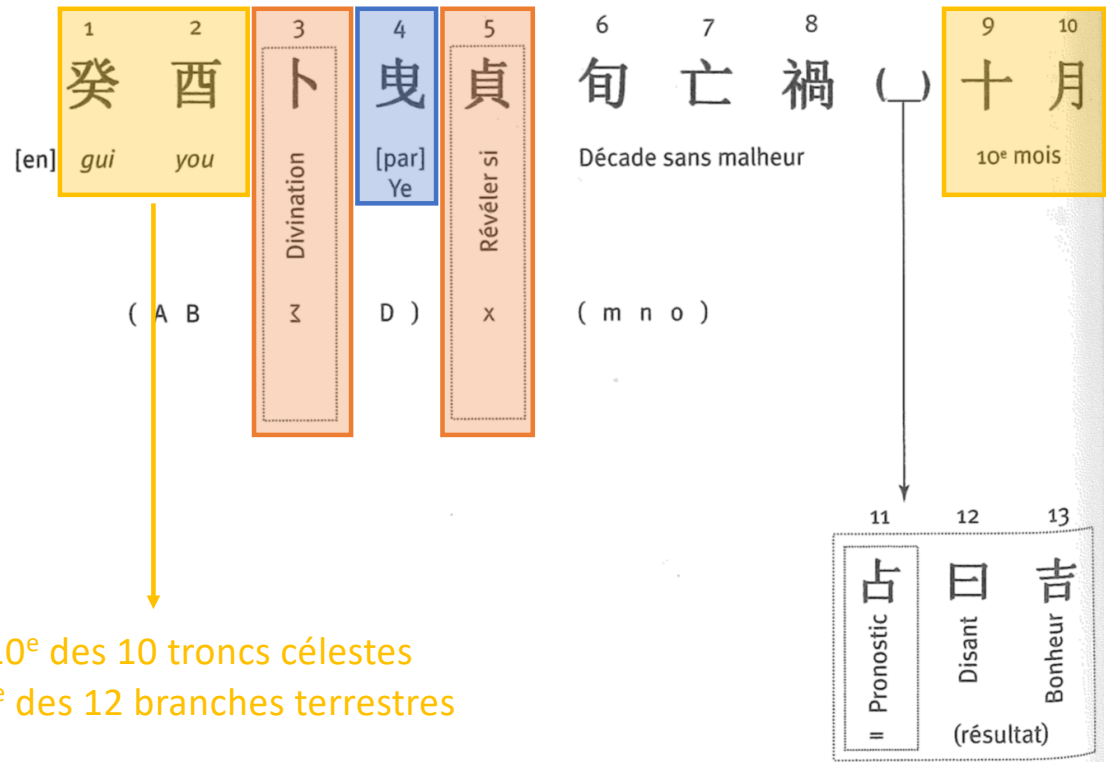 1 2 3 4 5 6 7 8 9 10
癸 酉 卜 曳 貞 旬 亡 禍 (_) 十 月
[en] gui you Divination [par] Ye Révéler si Décade sans malheur 10e mois
( A B Σ D ) x ( m n o )
11 12 13
占 曰 吉
= Pronostic Disant Bonheur
(résultat)
0e des 10 troncs célestes
e des 12 branches terrestres